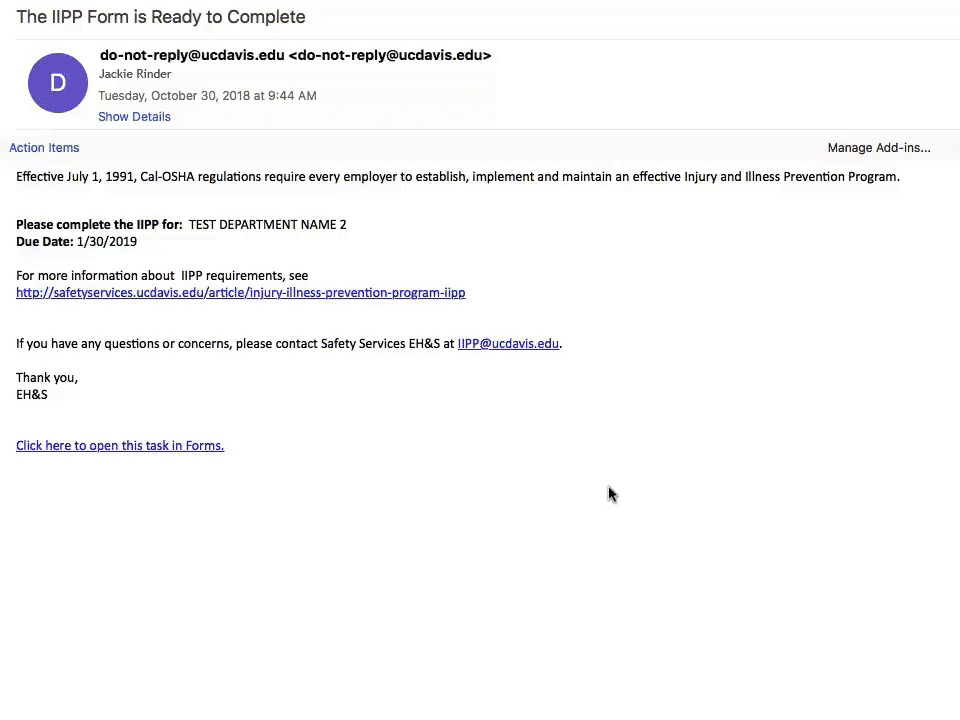 The IIPP Form is Ready to Complete
D
do-not-reply@ucdavis.edu <do-not-reply@ucdavis.edu>
Jackie Rinder
Tuesday, October 30, 2018 at 9:44 AM
Show Details
Action Items
Manage Add-ins...
Effective July 1, 1991, Cal-OSHA regulations require every employer to establish, implement and maintain an effective Injury and Illness Prevention Program.
Please complete the IIPP for: TEST DEPARTMENT NAME 2
Due Date: 1/30/2019
For more information about IIPP requirements, see
http://safetyservices.ucdavis.edu/article/injury-illness-prevention-program-iipp
If you have any questions or concerns, please contact Safety Services EH&S at IIPP@ucdavis.edu.
Thank you,
EH&S
Click here to open this task in Forms.